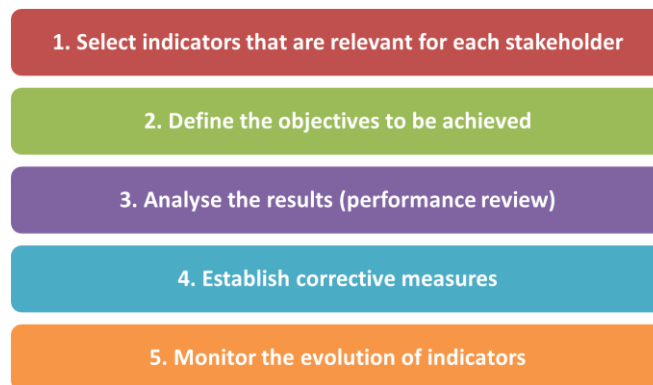 1. Select indicators that are relevant for each stakeholder
2. Define the objectives to be achieved
3. Analyse the results (performance review)
4. Establish corrective measures
5. Monitor the evolution of indicators